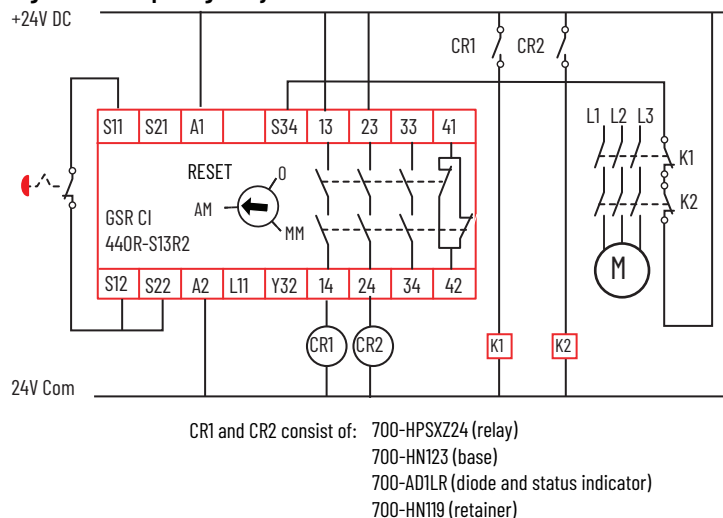 +24V DC
CR1 CR2
L1 L2 L3
S11 S21 A1 S34 13 23 33 41
K1
RESET
0
K2
AM
MM
GSR CI
440R-S13R2
M
S12 S22 A2 L11 Y32 14 24 34 42
CR1 CR2 K1 K2
24V Com
CR1 and CR2 consist of: 700-HPSXZ24 (relay)
700-HN123 (base)
700-AD1LR (diode and status indicator)
700-HN119 (retainer)